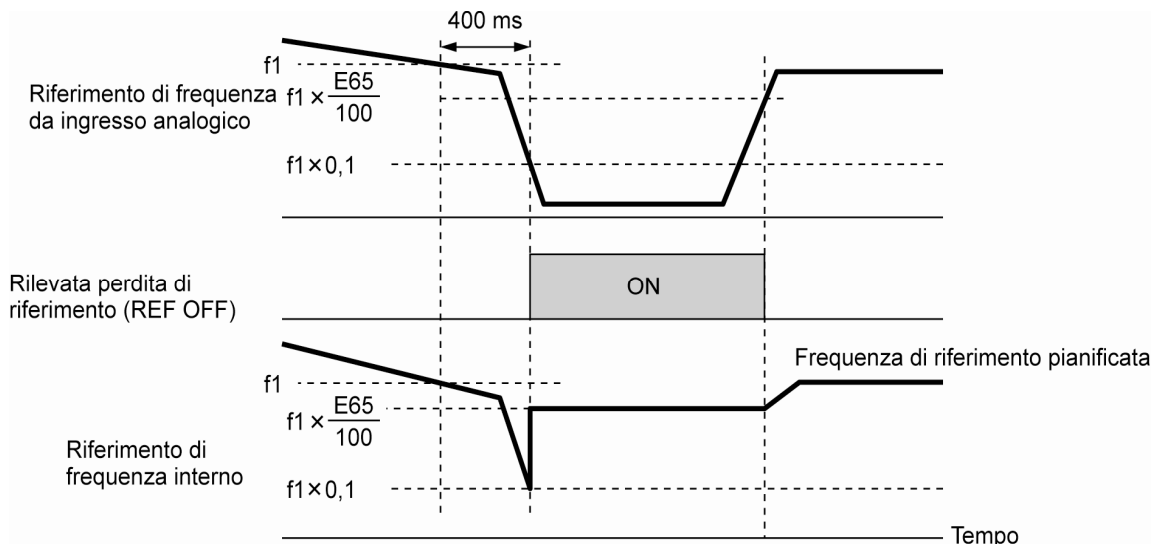 400 ms
f1
Riferimento di frequenza
da ingresso analogico
f1 × E65
100
f1×0,1
Rilevata perdita di
riferimento (REF OFF)
ON
Frequenza di riferimento pianificata
f1
f1 × E65
100
Riferimento di
frequenza interno
f1×0,1
Tempo